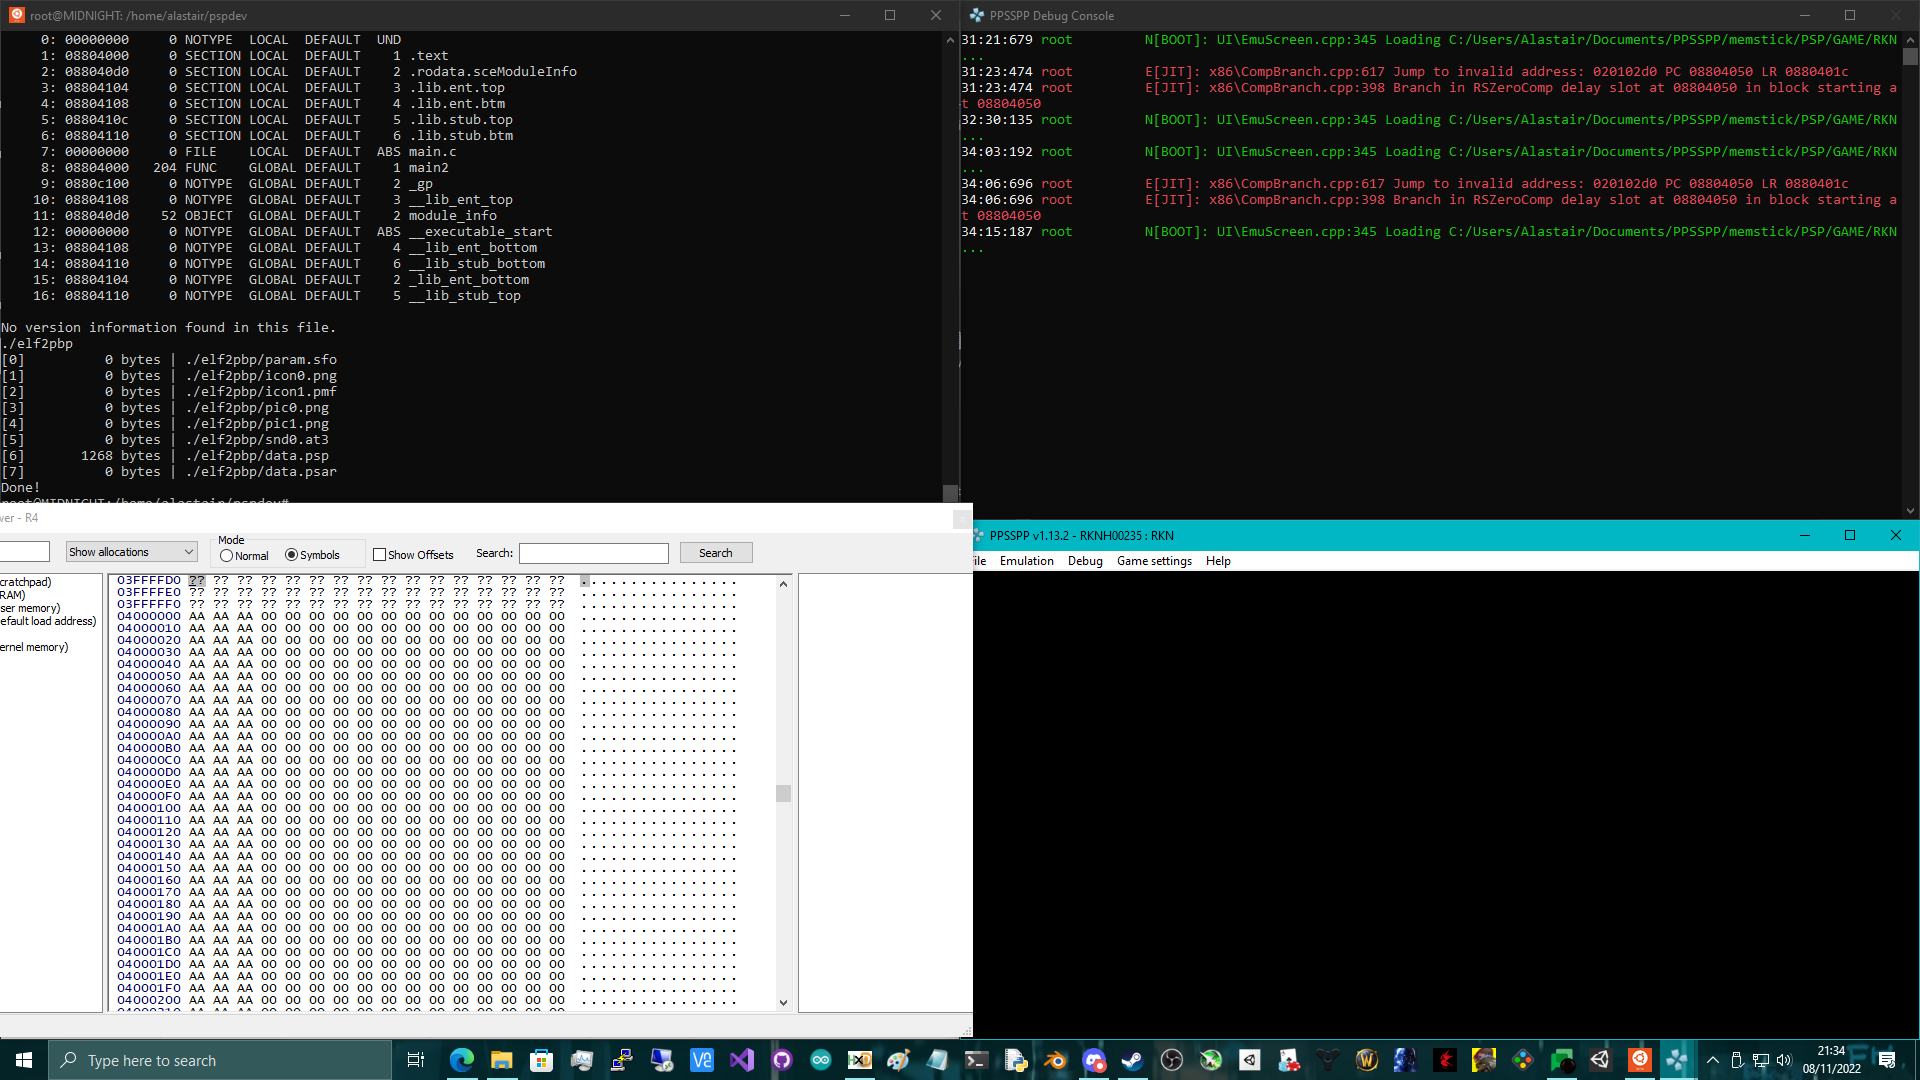 root@MIDNIGHT: /home/alastair/pspdev
0: 00000000 0 NOTYPE LOCAL DEFAULT UND
1: 08804000 0 SECTION LOCAL DEFAULT 1 .text
2: 088040d0 0 SECTION LOCAL DEFAULT 2 .rodata.sceModuleInfo
3: 08804104 0 SECTION LOCAL DEFAULT 3 .lib.ent.top
4: 08804108 0 SECTION LOCAL DEFAULT 4 .lib.ent.btm
5: 0880410c 0 SECTION LOCAL DEFAULT 5 .lib.stub.top
6: 08804110 0 SECTION LOCAL DEFAULT 6 .lib.stub.btm
7: 00000000 0 FILE LOCAL DEFAULT ABS main.c
8: 08804000 204 FUNC GLOBAL DEFAULT 1 main2
9: 0880c100 0 NOTYPE GLOBAL DEFAULT 2 _gp
10: 08804108 0 NOTYPE GLOBAL DEFAULT 3 __lib_ent_top
11: 088040d0 52 OBJECT GLOBAL DEFAULT 2 module_info
12: 00000000 0 NOTYPE GLOBAL DEFAULT ABS __executable_start
13: 08804108 0 NOTYPE GLOBAL DEFAULT 4 __lib_ent_bottom
14: 08804110 0 NOTYPE GLOBAL DEFAULT 6 __lib_stub_bottom
15: 08804104 0 NOTYPE GLOBAL DEFAULT 2 _lib_ent_bottom
16: 08804110 0 NOTYPE GLOBAL DEFAULT 5 __lib_stub_top
No version information found in this file.
./elf2pbp
[0] 0 bytes | ./elf2pbp/param.sfo
[1] 0 bytes | ./elf2pbp/icon0.png
[2] 0 bytes | ./elf2pbp/icon1.pmf
[3] 0 bytes | ./elf2pbp/pic0.png
[4] 0 bytes | ./elf2pbp/pic1.png
[5] 0 bytes | ./elf2pbp/snd0.at3
[6] 1268 bytes | ./elf2pbp/data.psp
[7] 0 bytes | ./elf2pbp/data.psar
Done!
root@MIDNIGHT:/home/alastair/pspdev#
PPSSPP Debug Console
31:21:679 root N[BOOT]: UI\EmuScreen.cpp:345 Loading C:/Users/Alastair/Documents/PPSSPP/memstick/PSP/GAME/RKN
...
31:23:474 root E[JIT]: x86\CompBranch.cpp:617 Jump to invalid address: 020102d0 PC 08804050 LR 0880401c
31:23:474 root E[JIT]: x86\CompBranch.cpp:398 Branch in RSZeroComp delay slot at 08804050 in block starting a
t 08804050
32:30:135 root N[BOOT]: UI\EmuScreen.cpp:345 Loading C:/Users/Alastair/Documents/PPSSPP/memstick/PSP/GAME/RKN
...
34:03:192 root N[BOOT]: UI\EmuScreen.cpp:345 Loading C:/Users/Alastair/Documents/PPSSPP/memstick/PSP/GAME/RKN
...
34:06:696 root E[JIT]: x86\CompBranch.cpp:617 Jump to invalid address: 020102d0 PC 08804050 LR 0880401c
34:06:696 root E[JIT]: x86\CompBranch.cpp:398 Branch in RSZeroComp delay slot at 08804050 in block starting a
t 08804050
34:15:187 root N[BOOT]: UI\EmuScreen.cpp:345 Loading C:/Users/Alastair/Documents/PPSSPP/memstick/PSP/GAME/RKN
...
wer - R4
Show allocations
Mode
Normal Symbols
Show Offsets
Search:
Search
cratchpad)
RAM)
ser memory)
efault load address)
ernel memory)
03FFFFD0 ?? ?? ?? ?? ?? ?? ?? ?? ?? ?? ?? ?? ?? ?? ?? ?? ................
03FFFFE0 ?? ?? ?? ?? ?? ?? ?? ?? ?? ?? ?? ?? ?? ?? ?? ?? ................
03FFFFF0 ?? ?? ?? ?? ?? ?? ?? ?? ?? ?? ?? ?? ?? ?? ?? ?? ................
04000000 AA AA AA 00 00 00 00 00 00 00 00 00 00 00 00 00 ................
04000010 AA AA AA 00 00 00 00 00 00 00 00 00 00 00 00 00 ................
04000020 AA AA AA 00 00 00 00 00 00 00 00 00 00 00 00 00 ................
04000030 AA AA AA 00 00 00 00 00 00 00 00 00 00 00 00 00 ................
04000040 AA AA AA 00 00 00 00 00 00 00 00 00 00 00 00 00 ................
04000050 AA AA AA 00 00 00 00 00 00 00 00 00 00 00 00 00 ................
04000060 AA AA AA 00 00 00 00 00 00 00 00 00 00 00 00 00 ................
04000070 AA AA AA 00 00 00 00 00 00 00 00 00 00 00 00 00 ................
04000080 AA AA AA 00 00 00 00 00 00 00 00 00 00 00 00 00 ................
04000090 AA AA AA 00 00 00 00 00 00 00 00 00 00 00 00 00 ................
040000A0 AA AA AA 00 00 00 00 00 00 00 00 00 00 00 00 00 ................
040000B0 AA AA AA 00 00 00 00 00 00 00 00 00 00 00 00 00 ................
040000C0 AA AA AA 00 00 00 00 00 00 00 00 00 00 00 00 00 ................
040000D0 AA AA AA 00 00 00 00 00 00 00 00 00 00 00 00 00 ................
040000E0 AA AA AA 00 00 00 00 00 00 00 00 00 00 00 00 00 ................
040000F0 AA AA AA 00 00 00 00 00 00 00 00 00 00 00 00 00 ................
04000100 AA AA AA 00 00 00 00 00 00 00 00 00 00 00 00 00 ................
04000110 AA AA AA 00 00 00 00 00 00 00 00 00 00 00 00 00 ................
04000120 AA AA AA 00 00 00 00 00 00 00 00 00 00 00 00 00 ................
04000130 AA AA AA 00 00 00 00 00 00 00 00 00 00 00 00 00 ................
04000140 AA AA AA 00 00 00 00 00 00 00 00 00 00 00 00 00 ................
04000150 AA AA AA 00 00 00 00 00 00 00 00 00 00 00 00 00 ................
04000160 AA AA AA 00 00 00 00 00 00 00 00 00 00 00 00 00 ................
04000170 AA AA AA 00 00 00 00 00 00 00 00 00 00 00 00 00 ................
04000180 AA AA AA 00 00 00 00 00 00 00 00 00 00 00 00 00 ................
04000190 AA AA AA 00 00 00 00 00 00 00 00 00 00 00 00 00 ................
040001A0 AA AA AA 00 00 00 00 00 00 00 00 00 00 00 00 00 ................
040001B0 AA AA AA 00 00 00 00 00 00 00 00 00 00 00 00 00 ................
040001C0 AA AA AA 00 00 00 00 00 00 00 00 00 00 00 00 00 ................
040001D0 AA AA AA 00 00 00 00 00 00 00 00 00 00 00 00 00 ................
040001E0 AA AA AA 00 00 00 00 00 00 00 00 00 00 00 00 00 ................
040001F0 AA AA AA 00 00 00 00 00 00 00 00 00 00 00 00 00 ................
04000200 AA AA AA 00 00 00 00 00 00 00 00 00 00 00 00 00 ................
04000210 AA AA AA 00 00 00 00 00 00 00 00 00 00 00 00 00 ................
PPSSPP v1.13.2 - RKNH00235 : RKN
ile Emulation Debug Game settings Help
Type here to search
21:34
08/11/2022